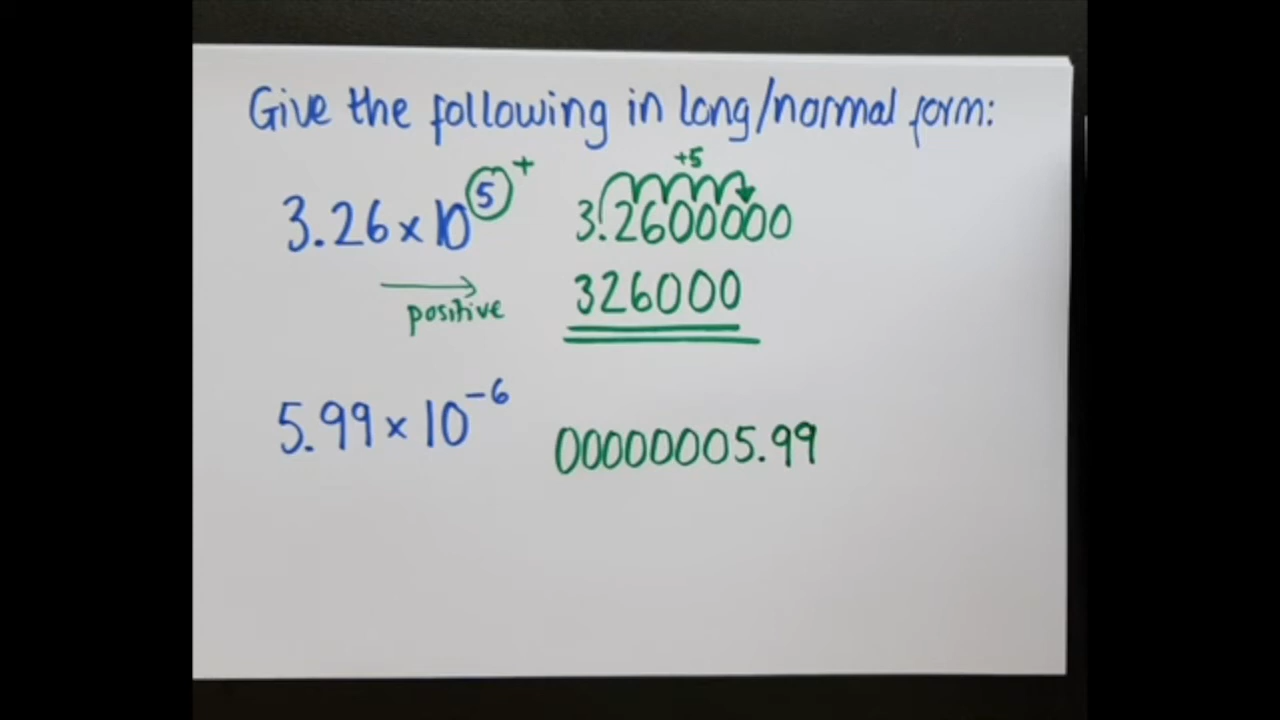 Give the following in long/normal form:
3.26 × 10⁵ +
+5
3.2600000
positive
326000
5.99 × 10⁻⁶
00000005.99